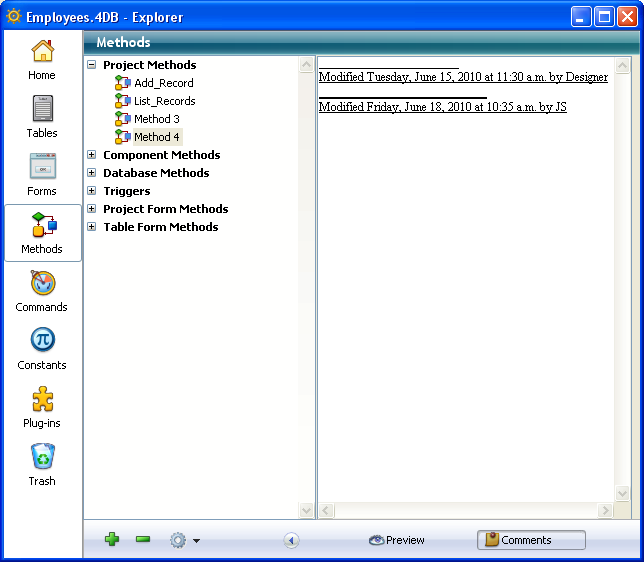 Employees.4DB - Explorer
Methods
Home
Tables
Forms
Methods
Commands
Constants
Plug-ins
Trash
Project Methods
Add_Record
List_Records
Method 3
Method 4
Component Methods
Database Methods
Triggers
Project Form Methods
Table Form Methods
Modified Tuesday, June 15, 2010 at 11:30 a.m. by Designer
Modified Friday, June 18, 2010 at 10:35 a.m. by JS
Preview
Comments